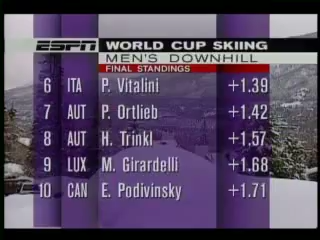 ESPN WORLD CUP SKIING
MEN'S DOWNHILL
FINAL STANDINGS
6 ITA P. Vitalini +1.39
7 AUT P. Ortlieb +1.42
8 AUT H. Trinkl +1.57
9 LUX M. Girardelli +1.68
10 CAN E. Podivinsky +1.71